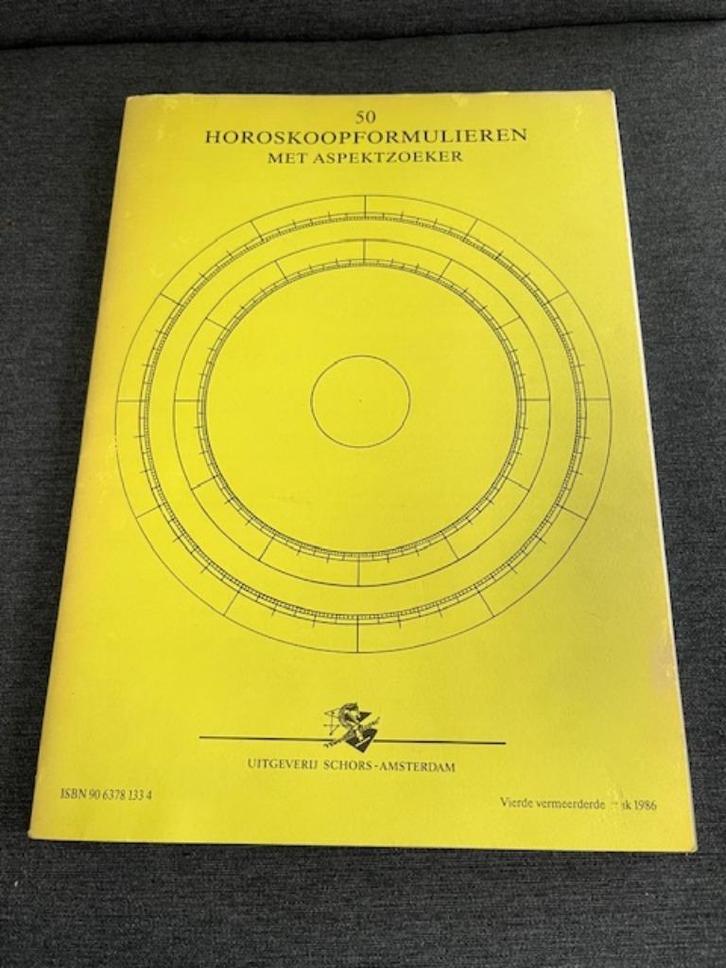 50
HOROSKOOPFORMULIEREN
MET ASPEKTZOEKER
UITGEVERIJ SCHORS-AMSTERDAM
ISBN 90 6378 133 4
Vierde vermeerderde 1986